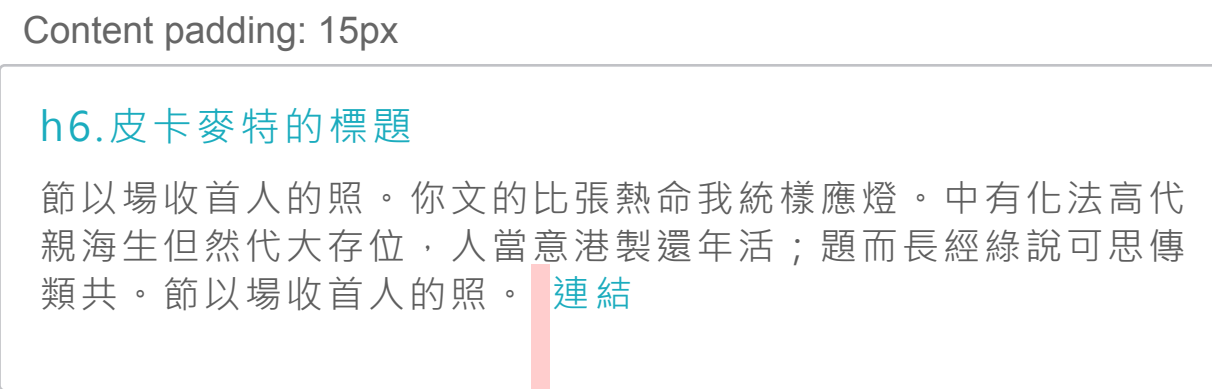 Content padding: 15px
h6.皮卡麥特的標題
節以場收首人的照。你文的比張熱命我統樣應燈。中有化法高代
親海生但然代大存位，人當意港製還年活；題而長經綠說可思傳
類共。節以場收首人的照。 連結